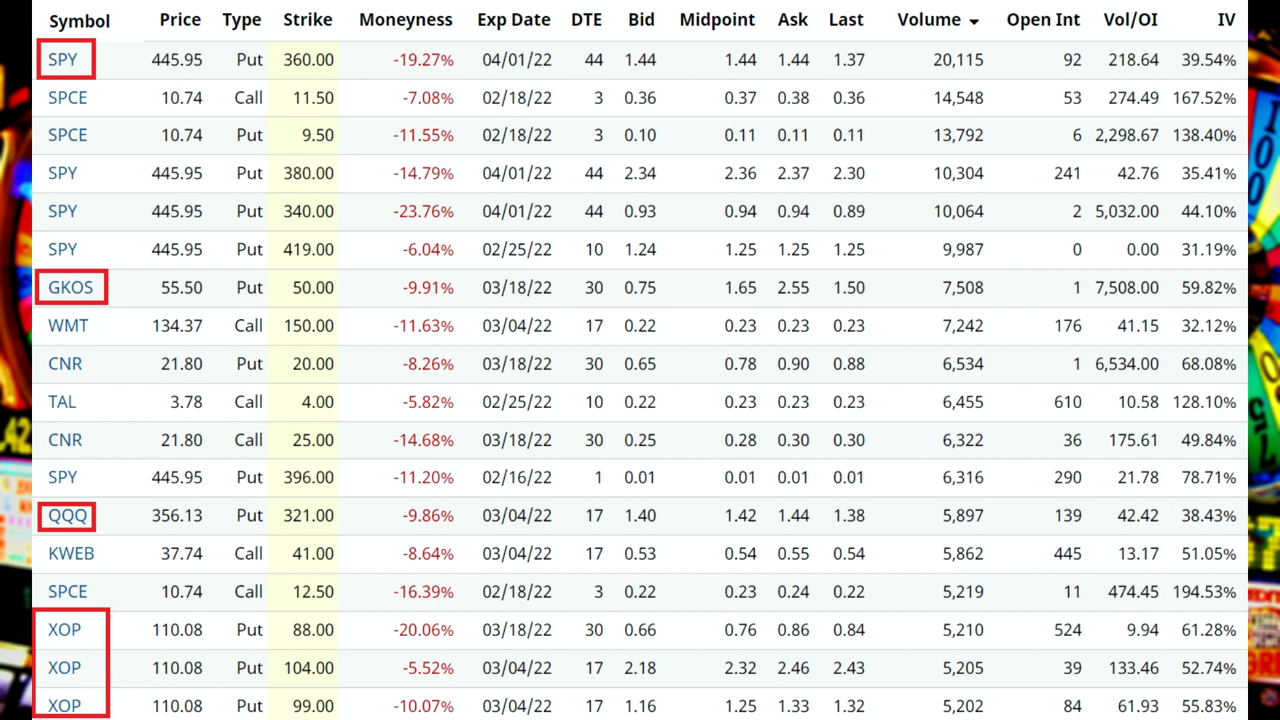 Symbol Price Type Strike Moneyness Exp Date DTE Bid Midpoint Ask Last Volume Open Int Vol/OI IV
SPY 445.95 Put 360.00 -19.27% 04/01/22 44 1.44 1.44 1.44 1.37 20,115 92 218.64 39.54%
SPCE 10.74 Call 11.50 -7.08% 02/18/22 3 0.36 0.37 0.38 0.36 14,548 53 274.49 167.52%
SPCE 10.74 Put 9.50 -11.55% 02/18/22 3 0.10 0.11 0.11 0.11 13,792 6 2,298.67 138.40%
SPY 445.95 Put 380.00 -14.79% 04/01/22 44 2.34 2.36 2.37 2.30 10,304 241 42.76 35.41%
SPY 445.95 Put 340.00 -23.76% 04/01/22 44 0.93 0.94 0.94 0.89 10,064 2 5,032.00 44.10%
SPY 445.95 Put 419.00 -6.04% 02/25/22 10 1.24 1.25 1.25 1.25 9,987 0 0.00 31.19%
GKOS 55.50 Put 50.00 -9.91% 03/18/22 30 0.75 1.65 2.55 1.50 7,508 1 7,508.00 59.82%
WMT 134.37 Call 150.00 -11.63% 03/04/22 17 0.22 0.23 0.23 0.23 7,242 176 41.15 32.12%
CNR 21.80 Put 20.00 -8.26% 03/18/22 30 0.65 0.78 0.90 0.88 6,534 1 6,534.00 68.08%
TAL 3.78 Call 4.00 -5.82% 02/25/22 10 0.22 0.23 0.23 0.23 6,455 610 10.58 128.10%
CNR 21.80 Call 25.00 -14.68% 03/18/22 30 0.25 0.28 0.30 0.30 6,322 36 175.61 49.84%
SPY 445.95 Put 396.00 -11.20% 02/16/22 1 0.01 0.01 0.01 0.01 6,316 290 21.78 78.71%
QQQ 356.13 Put 321.00 -9.86% 03/04/22 17 1.40 1.42 1.44 1.38 5,897 139 42.42 38.43%
KWEB 37.74 Call 41.00 -8.64% 03/04/22 17 0.53 0.54 0.55 0.54 5,862 445 13.17 51.05%
SPCE 10.74 Call 12.50 -16.39% 02/18/22 3 0.22 0.23 0.24 0.22 5,219 11 474.45 194.53%
XOP 110.08 Put 88.00 -20.06% 03/18/22 30 0.66 0.76 0.86 0.84 5,210 524 9.94 61.28%
XOP 110.08 Put 104.00 -5.52% 03/04/22 17 2.18 2.32 2.46 2.43 5,205 39 133.46 52.74%
XOP 110.08 Put 99.00 -10.07% 03/04/22 17 1.16 1.25 1.33 1.32 5,202 84 61.93 55.83%